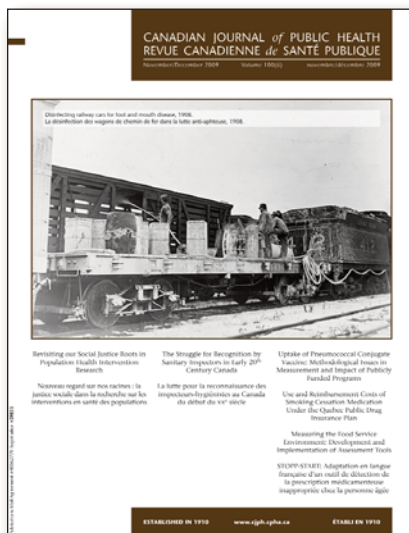 CANADIAN JOURNAL of PUBLIC HEALTH
REVUE CANADIENNE de SANTÉ PUBLIQUE
November/December 2009 Volume 100(6) novembre/décembre 2009
Disinfecting railway cars for foot and mouth disease, 1908.
La désinfection des wagons de chemin de fer dans la lutte anti-aphteuse, 1908.
Revisiting our Social Justice Roots in
Population Health Intervention
Research
Nouveau regard sur nos racines : la
justice sociale dans la recherche sur les
interventions en santé des populations
The Struggle for Recognition by
Sanitary Inspectors in Early 20th
Century Canada
La lutte pour la reconnaissance des
inspecteurs-hygiénistes au Canada
du début du XXe siècle
Uptake of Pneumococcal Conjugate
Vaccine: Methodological Issues in
Measurement and Impact of Publicly
Funded Programs
Use and Reimbursement Costs of
Smoking Cessation Medication
Under the Quebec Public Drug
Insurance Plan
Measuring the Food Service
Environment: Development and
Implementation of Assessment Tools
STOPP-START: Adaptation en langue
française d'un outil de détection de
la prescription médicamenteuse
inappropriée chez la personne âgée
ESTABLISHED IN 1910 www.cjph.cpha.ca ÉTABLI EN 1910